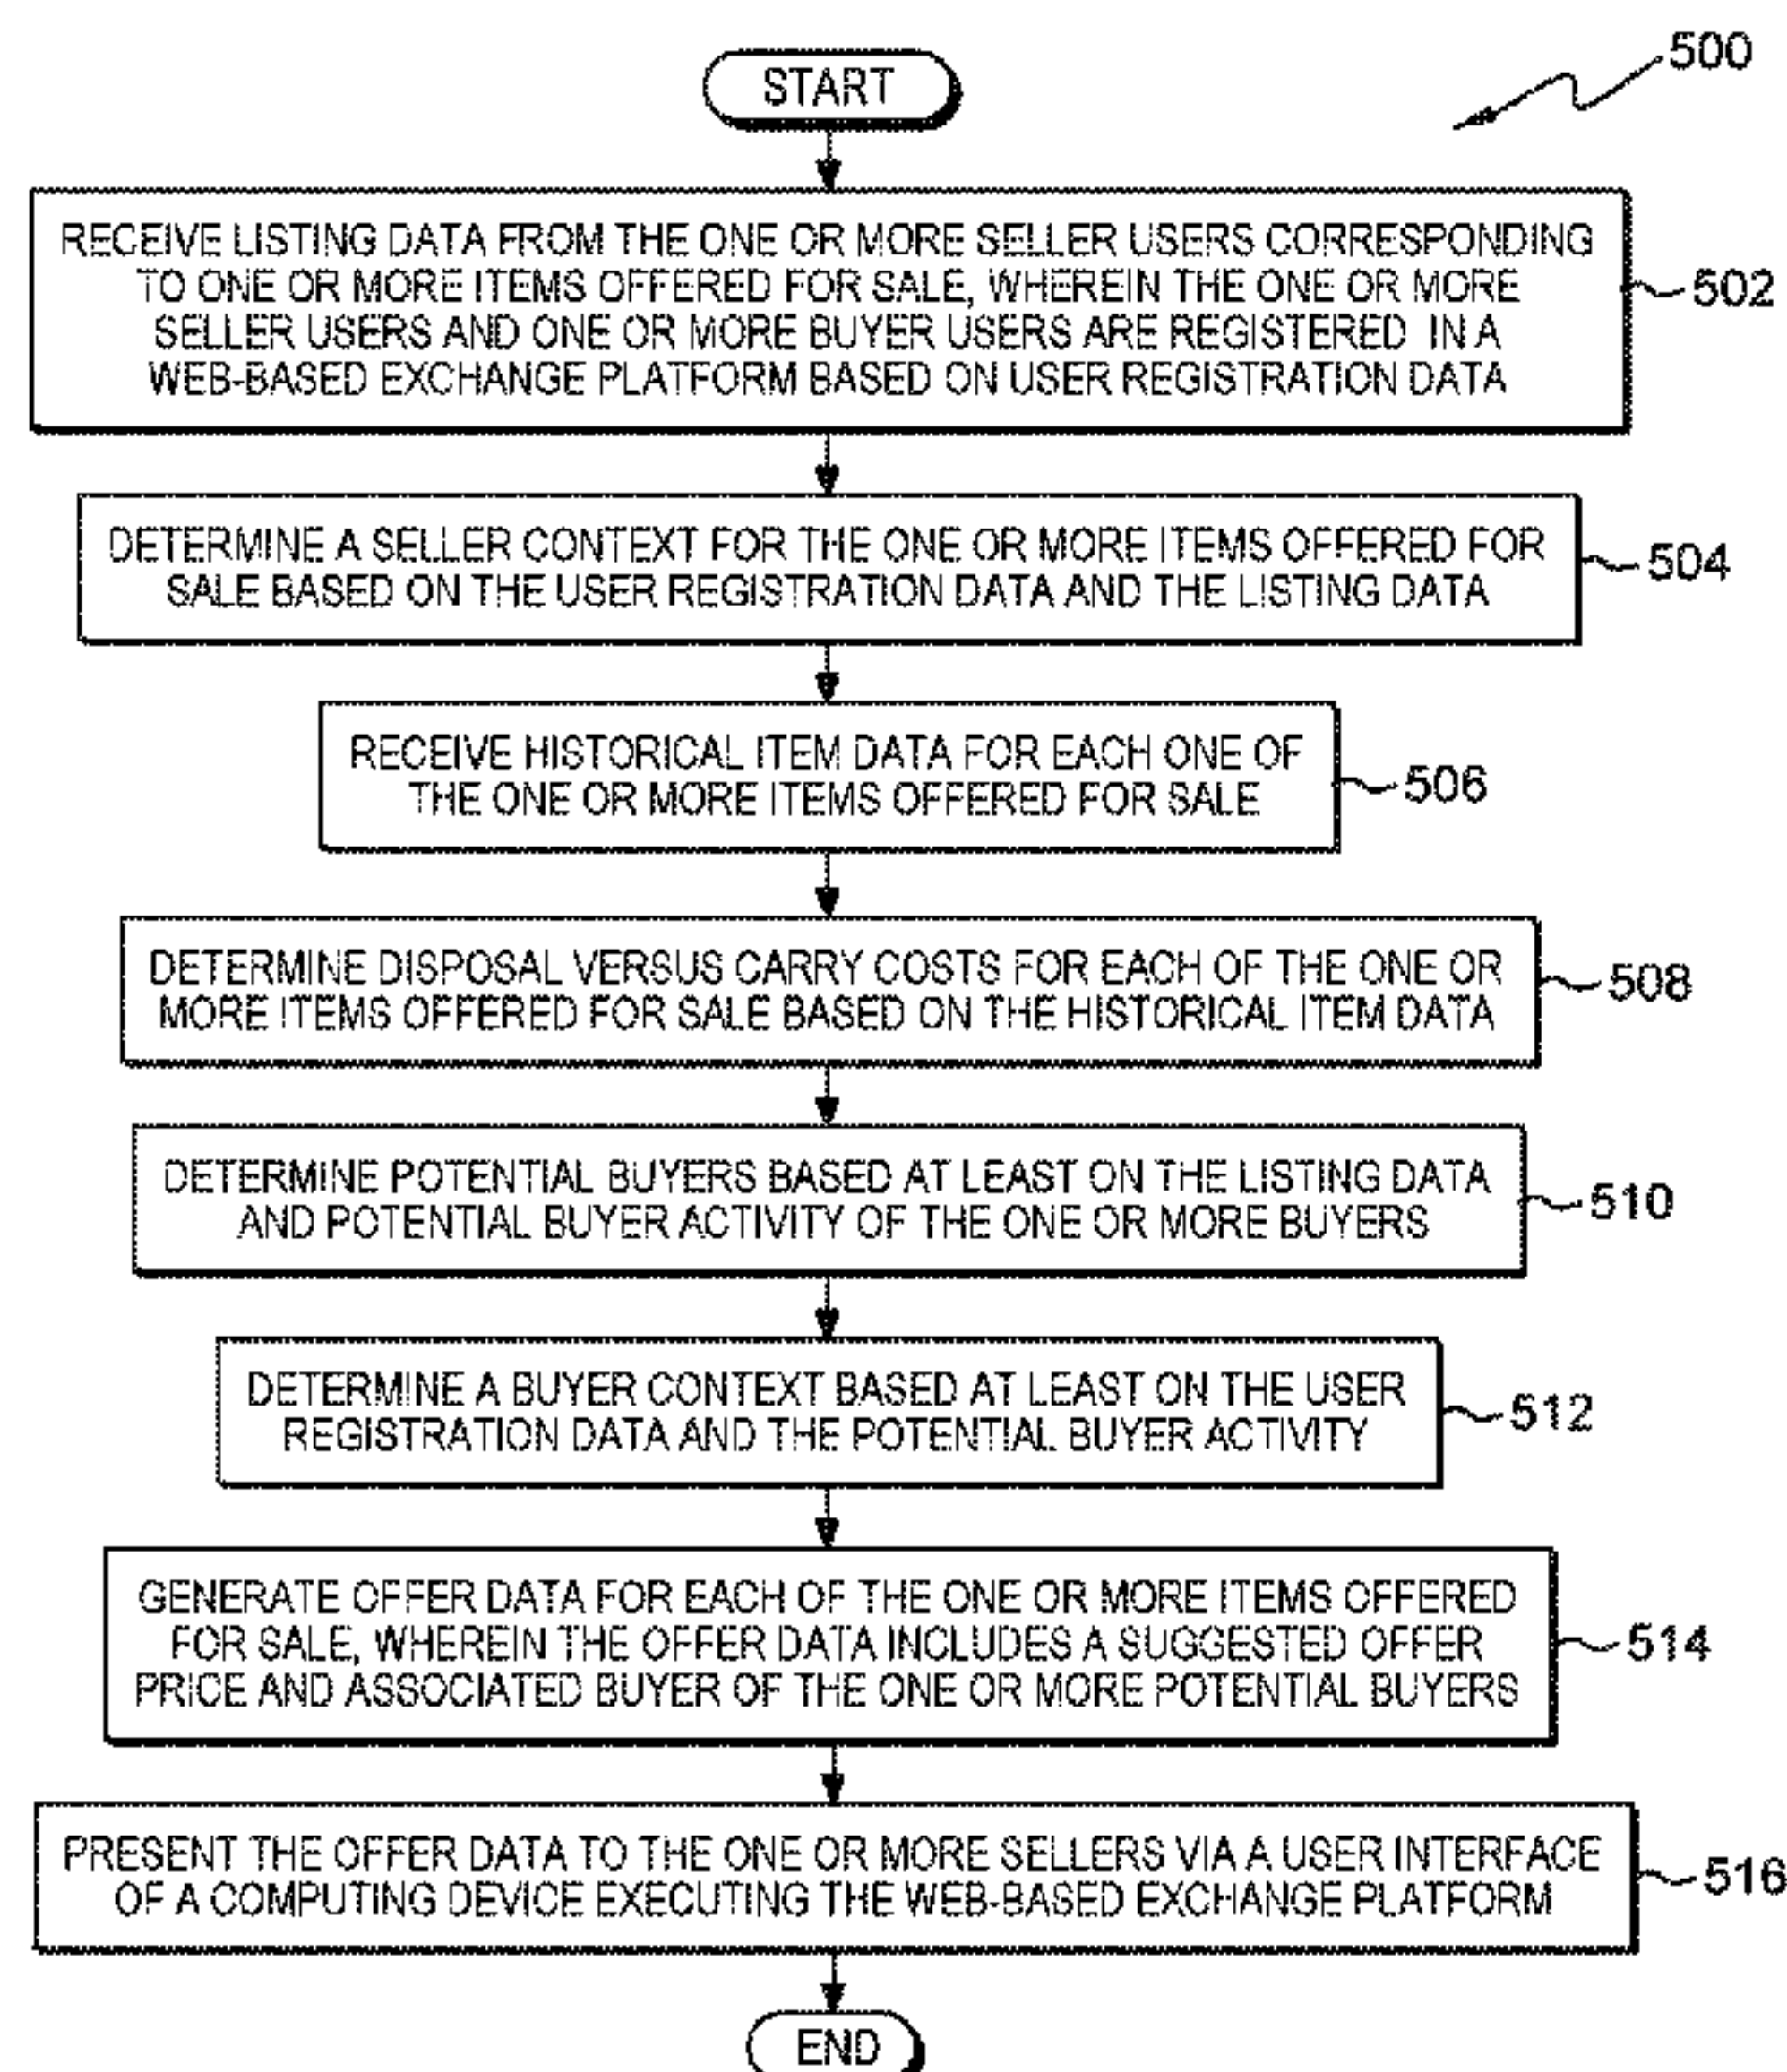 500
START
RECEIVE LISTING DATA FROM THE ONE OR MORE SELLER USERS CORRESPONDING
TO ONE OR MORE ITEMS OFFERED FOR SALE, WHEREIN THE ONE OR MORE
SELLER USERS AND ONE OR MORE BUYER USERS ARE REGISTERED IN A
WEB-BASED EXCHANGE PLATFORM BASED ON USER REGISTRATION DATA
502
DETERMINE A SELLER CONTEXT FOR THE ONE OR MORE ITEMS OFFERED FOR
SALE BASED ON THE USER REGISTRATION DATA AND THE LISTING DATA
504
RECEIVE HISTORICAL ITEM DATA FOR EACH ONE OF
THE ONE OR MORE ITEMS OFFERED FOR SALE
506
DETERMINE DISPOSAL VERSUS CARRY COSTS FOR EACH OF THE ONE OR
MORE ITEMS OFFERED FOR SALE BASED ON THE HISTORICAL ITEM DATA
508
DETERMINE POTENTIAL BUYERS BASED AT LEAST ON THE LISTING DATA
AND POTENTIAL BUYER ACTIVITY OF THE ONE OR MORE BUYERS
510
DETERMINE A BUYER CONTEXT BASED AT LEAST ON THE USER
REGISTRATION DATA AND THE POTENTIAL BUYER ACTIVITY
512
GENERATE OFFER DATA FOR EACH OF THE ONE OR MORE ITEMS OFFERED
FOR SALE, WHEREIN THE OFFER DATA INCLUDES A SUGGESTED OFFER
PRICE AND ASSOCIATED BUYER OF THE ONE OR MORE POTENTIAL BUYERS
514
PRESENT THE OFFER DATA TO THE ONE OR MORE SELLERS VIA A USER INTERFACE
OF A COMPUTING DEVICE EXECUTING THE WEB-BASED EXCHANGE PLATFORM
516
END